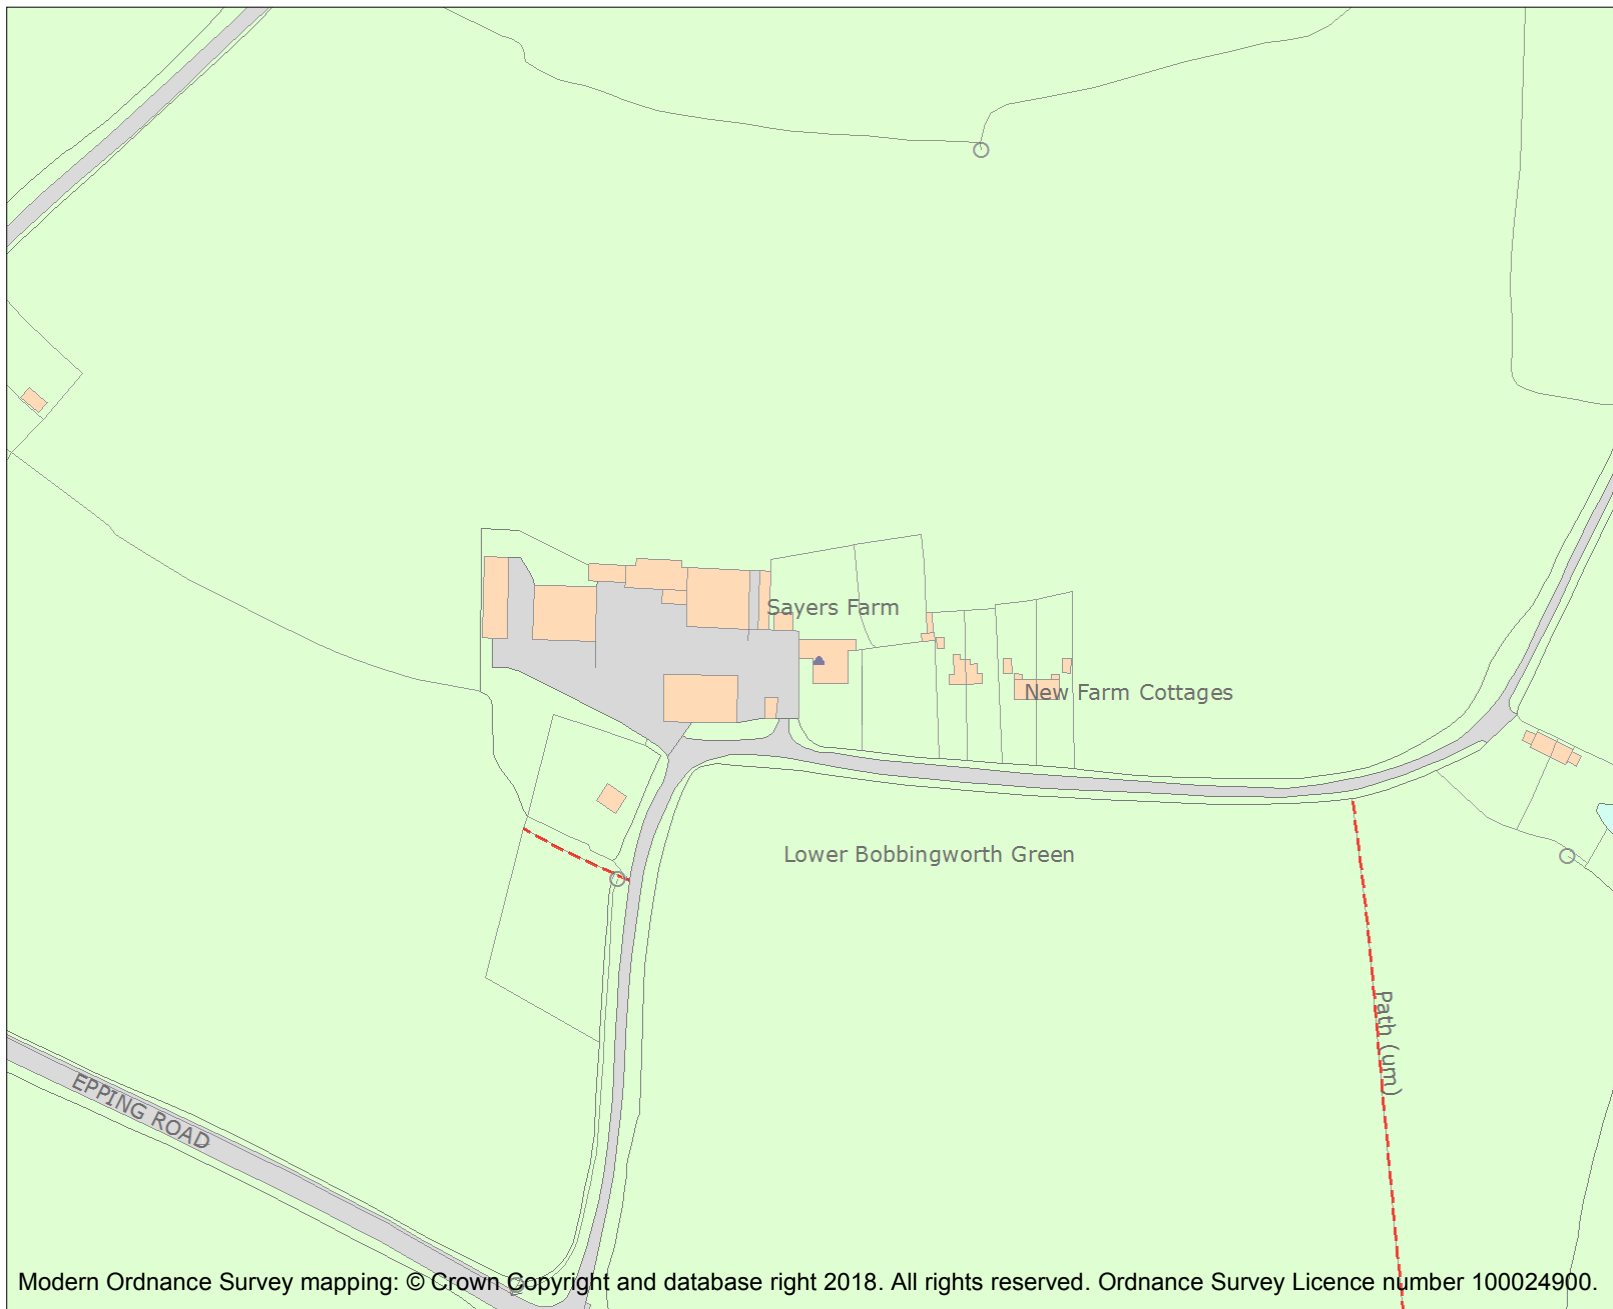 Sayers Farm
New Farm Cottages
Lower Bobbingworth Green
Path (um)
EPPING ROAD
Modern Ordnance Survey mapping: © Crown Copyright and database right 2018. All rights reserved. Ordnance Survey Licence number 100024900.